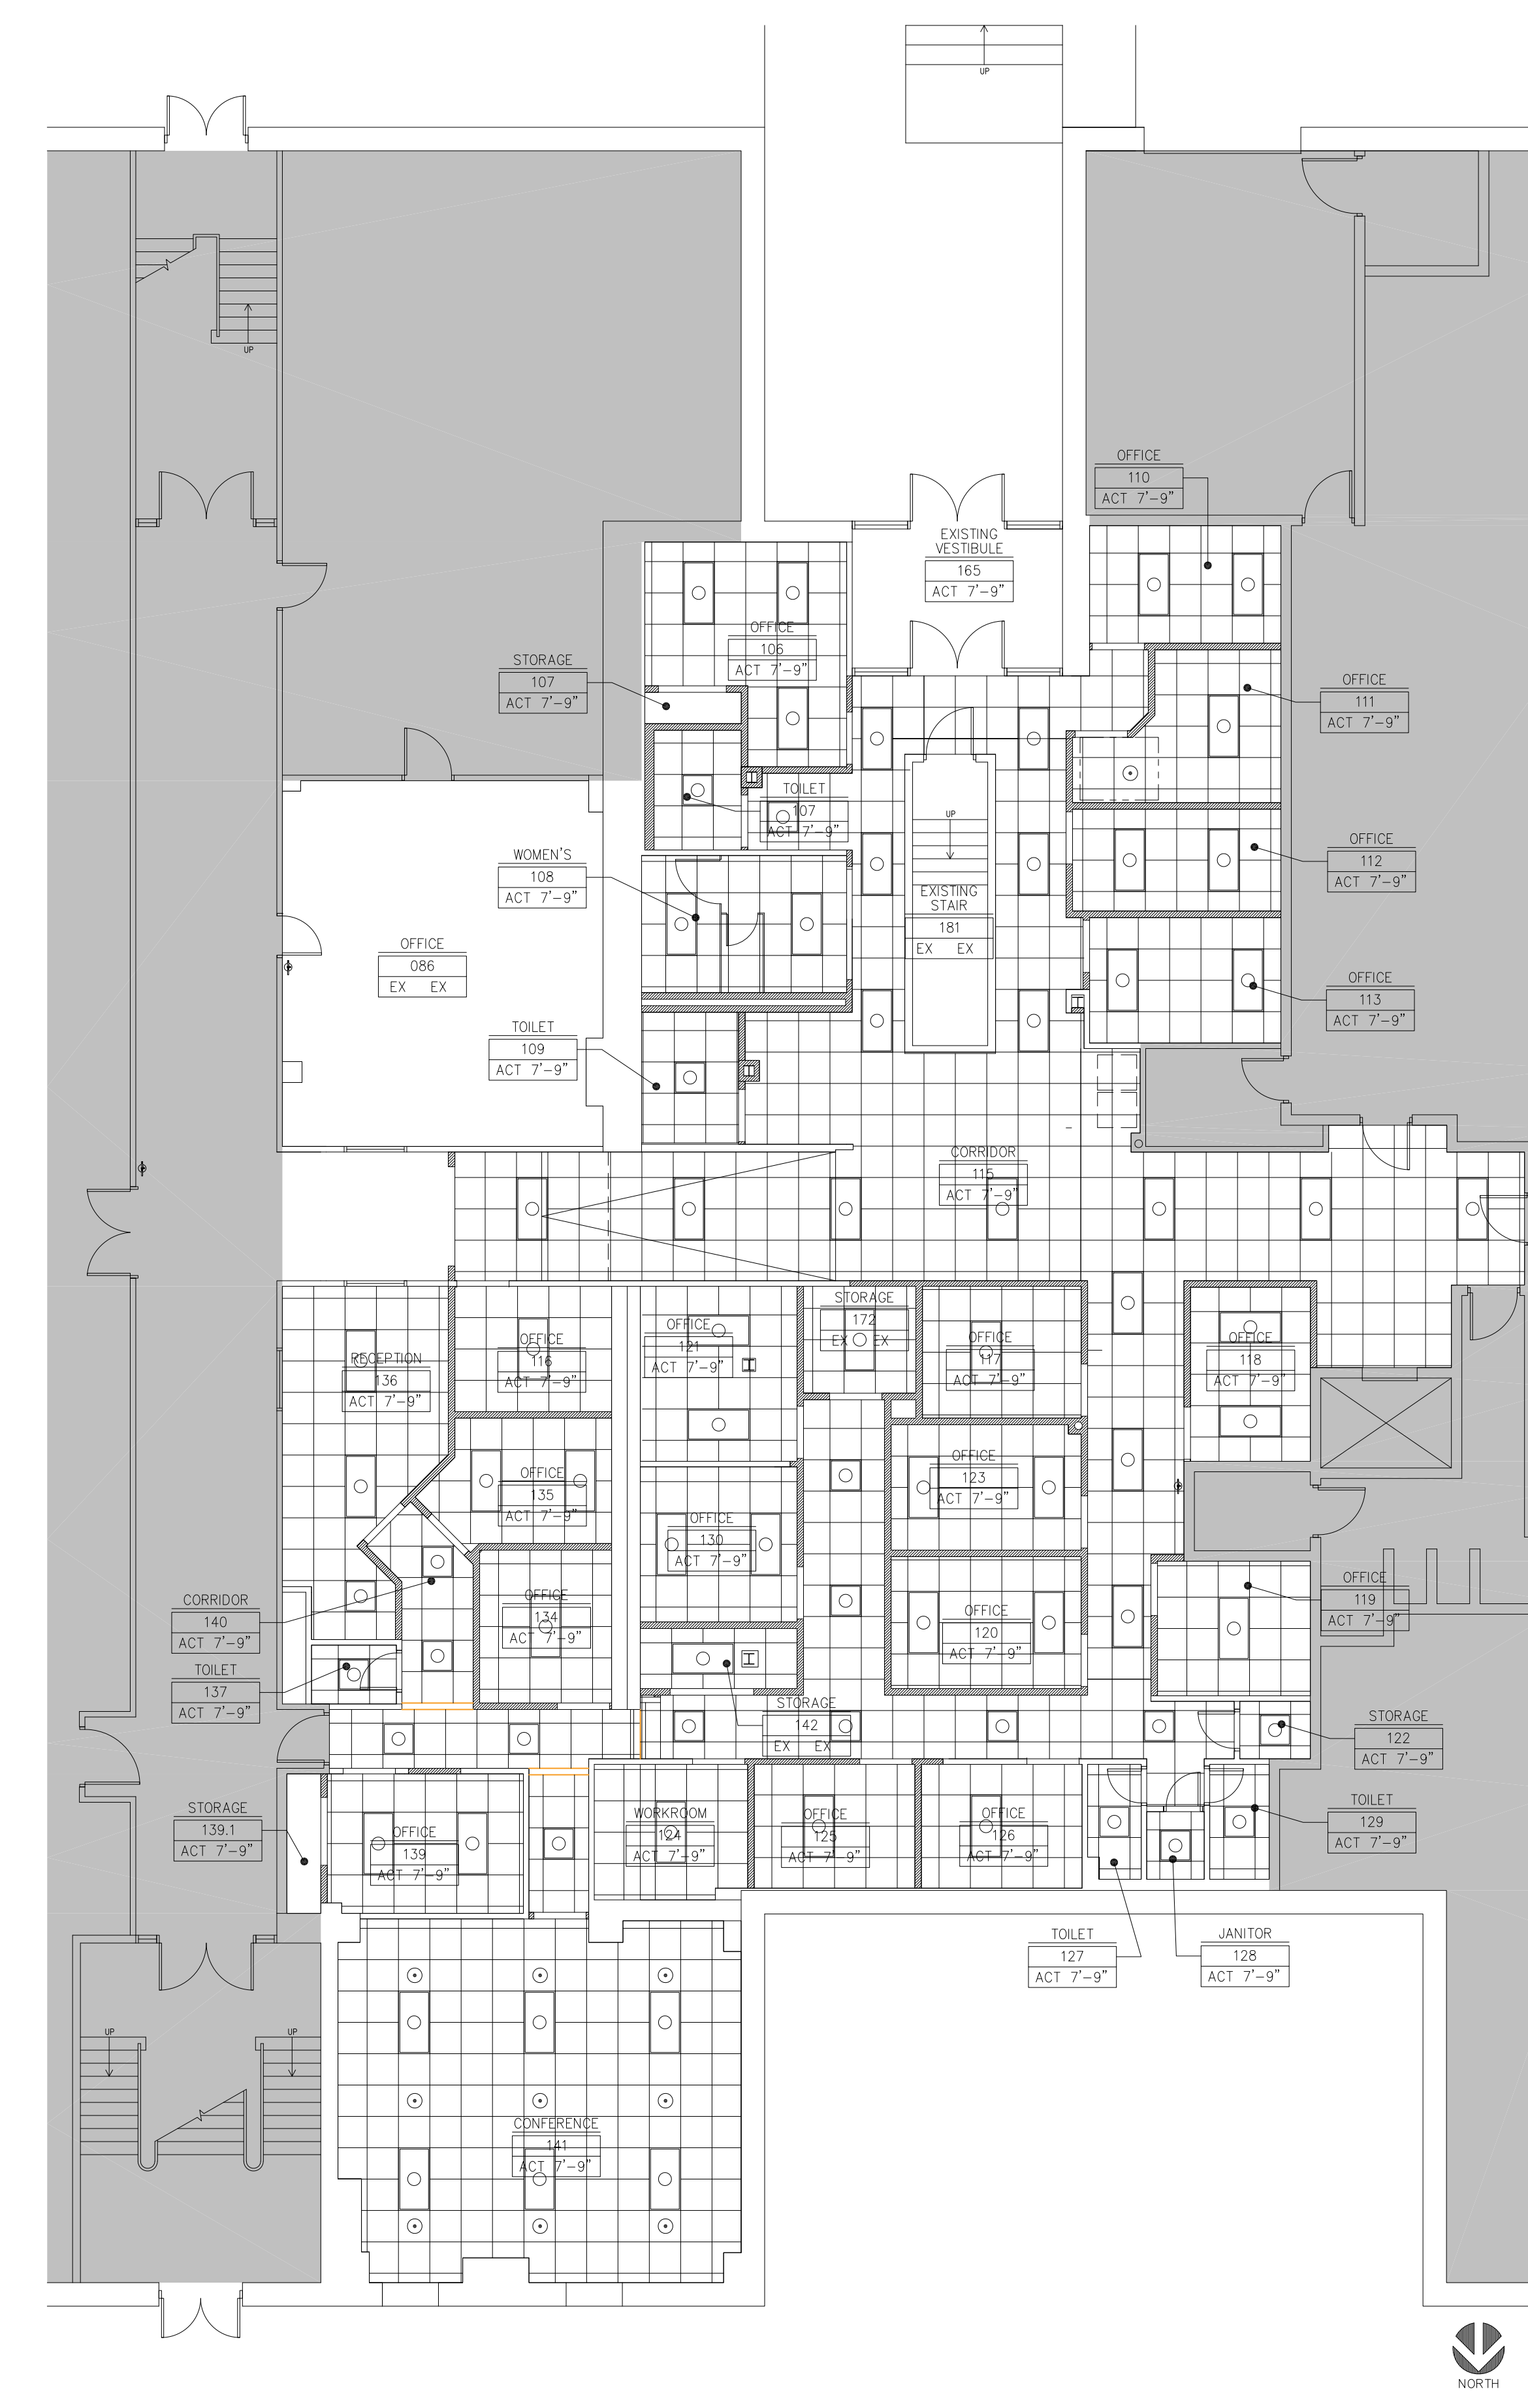 UP
UP
OFFICE
110
ACT 7'-9"
EXISTING
VESTIBULE
165
ACT 7'-9"
OFFICE
106
ACT 7'-9"
STORAGE
107
ACT 7'-9"
OFFICE
111
ACT 7'-9"
TOILET
107
ACT 7'-9"
UP
OFFICE
112
ACT 7'-9"
WOMEN'S
108
ACT 7'-9"
EXISTING
STAIR
181
EX EX
OFFICE
086
EX EX
OFFICE
113
ACT 7'-9"
TOILET
109
ACT 7'-9"
CORRIDOR
115
ACT 7'-9"
STORAGE
172
EX EX
OFFICE
121
ACT 7'-9"
OFFICE
116
ACT 7'-9"
OFFICE
117
ACT 7'-9"
OFFICE
118
ACT 7'-9"
RECEPTION
136
ACT 7'-9"
OFFICE
123
ACT 7'-9"
OFFICE
135
ACT 7'-9"
OFFICE
130
ACT 7'-9"
OFFICE
119
ACT 7'-9"
OFFICE
134
ACT 7'-9"
CORRIDOR
140
ACT 7'-9"
OFFICE
120
ACT 7'-9"
TOILET
137
ACT 7'-9"
STORAGE
142
EX EX
STORAGE
122
ACT 7'-9"
STORAGE
139.1
ACT 7'-9"
WORKROOM
124
ACT 7'-9"
OFFICE
125
ACT 7'-9"
OFFICE
126
ACT 7'-9"
TOILET
129
ACT 7'-9"
OFFICE
139
ACT 7'-9"
TOILET
127
ACT 7'-9"
JANITOR
128
ACT 7'-9"
UP
UP
CONFERENCE
141
ACT 7'-9"
NORTH